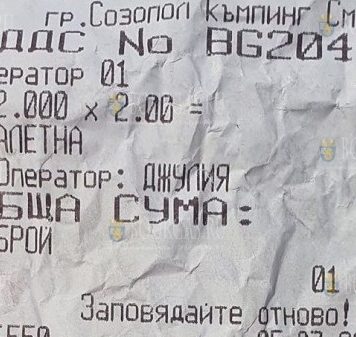 гр.Созопол Къмпинг См
ДДС No BG204
ератор 01
2.000 x 2.00 =
АЛЕТНА
Оператор: ДЖУЛИЯ
БЩА СУМА:
БРОЙ
01
Заповядайте отново!